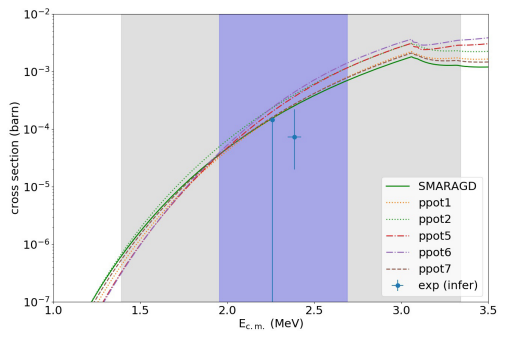 10⁻²
10⁻³
10⁻⁴
10⁻⁵
10⁻⁶
10⁻⁷
cross section (barn)
SMARAGD
ppot1
ppot2
ppot5
ppot6
ppot7
exp (infer)
1.0 1.5 2.0 2.5 3.0 3.5
E_c.m. (MeV)